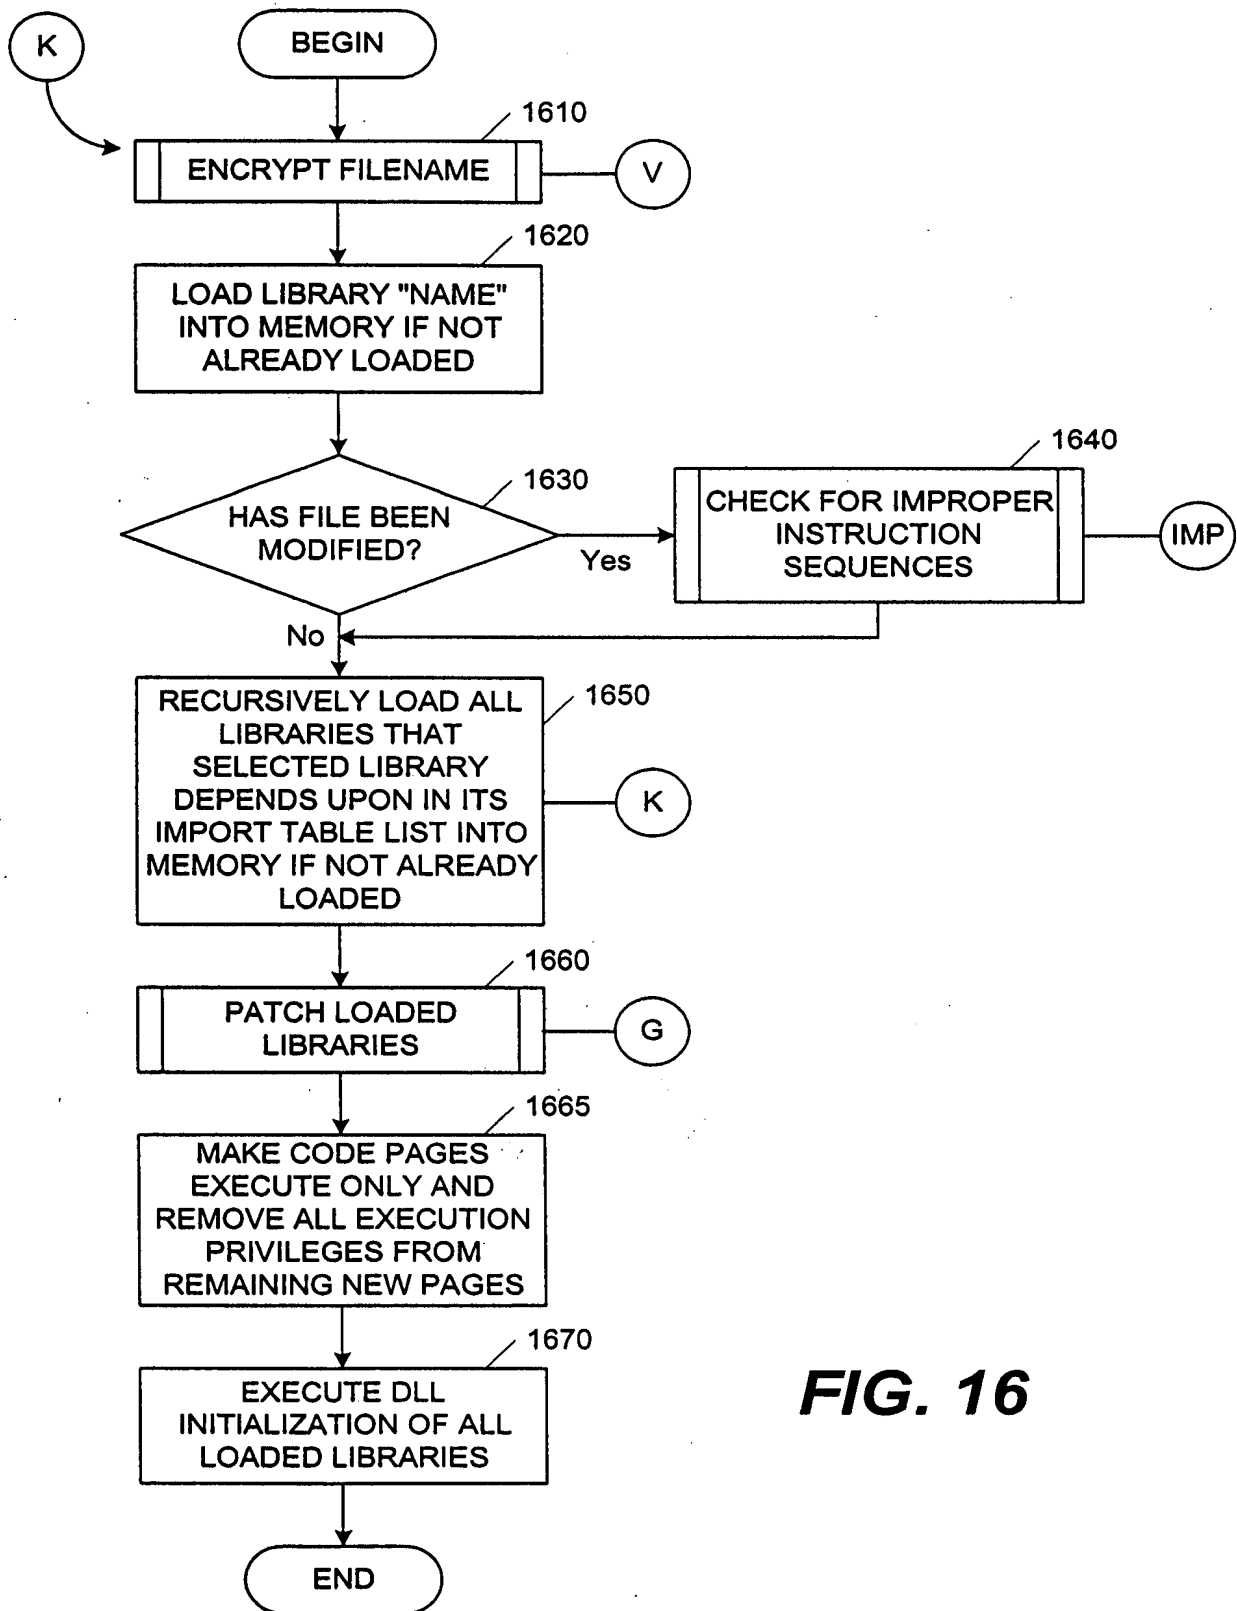 K
BEGIN
1610
ENCRYPT FILENAME
V
1620
LOAD LIBRARY "NAME"
INTO MEMORY IF NOT
ALREADY LOADED
1630
HAS FILE BEEN
MODIFIED?
Yes
No
1640
CHECK FOR IMPROPER
INSTRUCTION
SEQUENCES
IMP
1650
RECURSIVELY LOAD ALL
LIBRARIES THAT
SELECTED LIBRARY
DEPENDS UPON IN ITS
IMPORT TABLE LIST INTO
MEMORY IF NOT ALREADY
LOADED
K
1660
PATCH LOADED
LIBRARIES
G
1665
MAKE CODE PAGES
EXECUTE ONLY AND
REMOVE ALL EXECUTION
PRIVILEGES FROM
REMAINING NEW PAGES
1670
EXECUTE DLL
INITIALIZATION OF ALL
LOADED LIBRARIES
END
FIG. 16